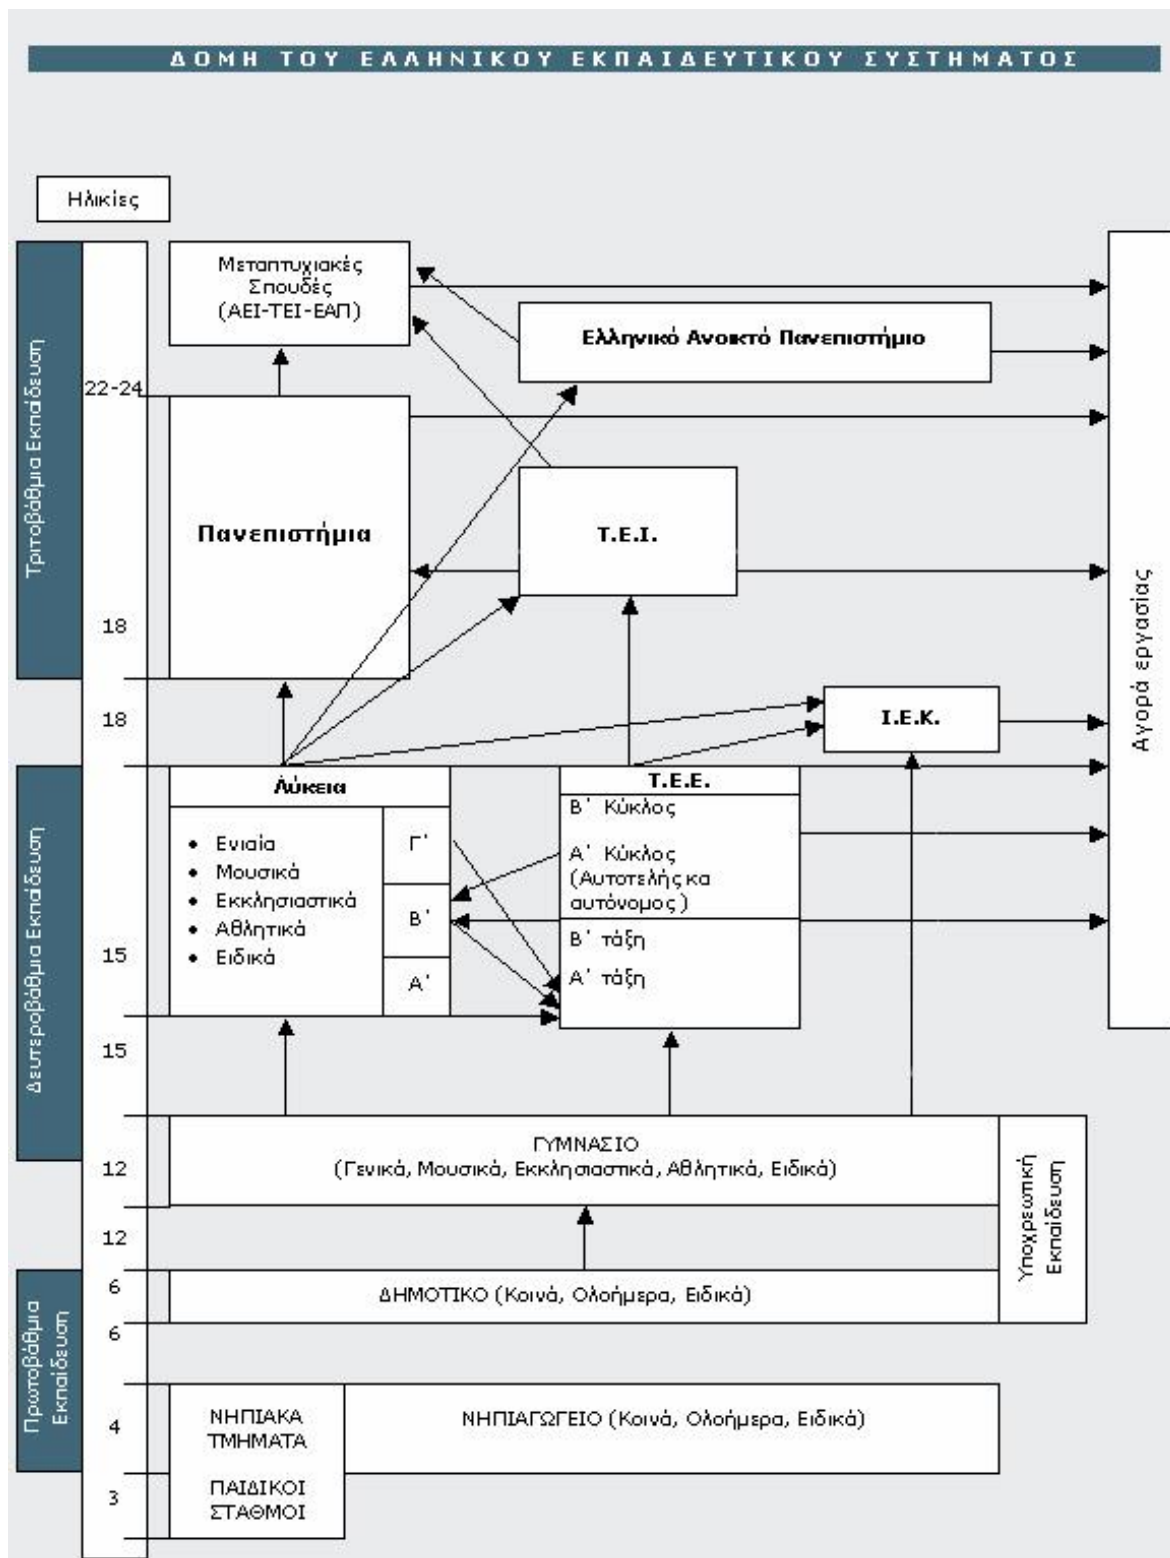 ΔΟΜΗ ΤΟΥ ΕΛΛΗΝΙΚΟΥ ΕΚΠΑΙΔΕΥΤΙΚΟΥ ΣΥΣΤΗΜΑΤΟΣ
Ηλικίες
Τριτοβάθμια Εκπαίδευση
22-24
18
18
Μεταπτυχιακές
Σπουδές
(ΑΕΙ-ΤΕΙ-ΕΑΠ)
Ελληνικό Ανοικτό Πανεπιστήμιο
Πανεπιστήμια
Τ.Ε.Ι.
Ι.Ε.Κ.
Αγορά εργασίας
Δευτεροβάθμια Εκπαίδευση
15
15
12
12
Λύκεια
• Ενιαία
• Μουσικά
• Εκκλησιαστικά
• Αθλητικά
• Ειδικά
Γ'
Β'
Α'
Τ.Ε.Ε.
Β' Κύκλος
Α' Κύκλος
(Αυτοτελής κα
αυτόνομος)
Β' τάξη
Α' τάξη
ΓΥΜΝΑΣΙΟ
(Γενικά, Μουσικά, Εκκλησιαστικά, Αθλητικά, Ειδικά)
Υποχρεωτική
Εκπαίδευση
Πρωτοβάθμια
Εκπαίδευση
6
6
4
3
ΔΗΜΟΤΙΚΟ (Κοινά, Ολοήμερα, Ειδικά)
ΝΗΠΙΑΚΑ
ΤΜΗΜΑΤΑ
ΠΑΙΔΙΚΟΙ
ΣΤΑΘΜΟΙ
ΝΗΠΙΑΓΩΓΕΙΟ (Κοινά, Ολοήμερα, Ειδικά)